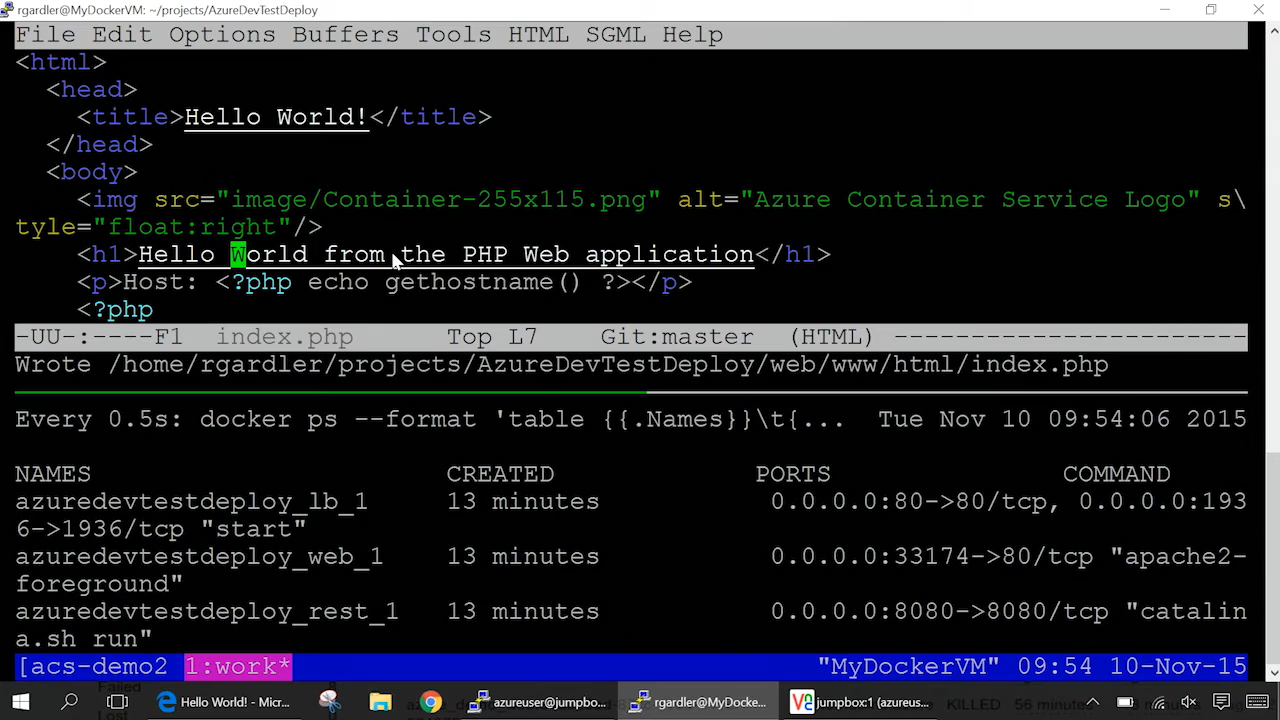 rgardler@MyDockerVM: ~/projects/AzureDevTestDeploy
File Edit Options Buffers Tools HTML SGML Help
<html>
<head>
<title>Hello World!</title>
</head>
<body>
<img src="image/Container-255x115.png" alt="Azure Container Service Logo" s\
tyle="float:right"/>
<h1>Hello World from the PHP Web application</h1>
<p>Host: <?php echo gethostname() ?></p>
<?php
-UU-:----F1 index.php Top L7 Git:master (HTML) -----------------------
Wrote /home/rgardler/projects/AzureDevTestDeploy/web/www/html/index.php
Every 0.5s: docker ps --format 'table {{.Names}}\t{... Tue Nov 10 09:54:06 2015
NAMES CREATED PORTS COMMAND
azuredevtestdeploy_lb_1 13 minutes 0.0.0.0:80->80/tcp, 0.0.0.0:193
6->1936/tcp "start"
azuredevtestdeploy_web_1 13 minutes 0.0.0.0:33174->80/tcp "apache2-
foreground"
azuredevtestdeploy_rest_1 13 minutes 0.0.0.0:8080->8080/tcp "catalin
a.sh run"
[acs-demo2 1:work* "MyDockerVM" 09:54 10-Nov-15
Hello World! - Micr... azureuser@jumpbo... rgardler@MyDocke... jumpbox:1 (azureus...
Failed
Lost
KILLED 56 minute